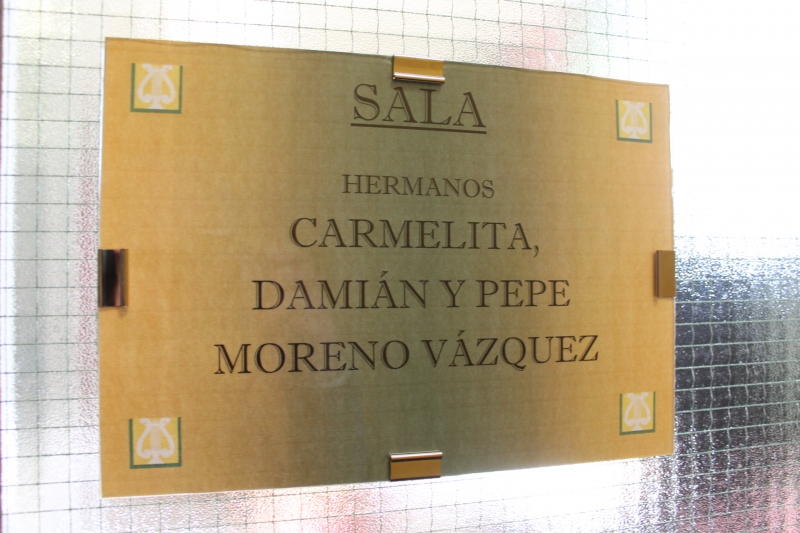 SALA
HERMANOS
CARMELITA,
DAMIÁN Y PEPE
MORENO VÁZQUEZ